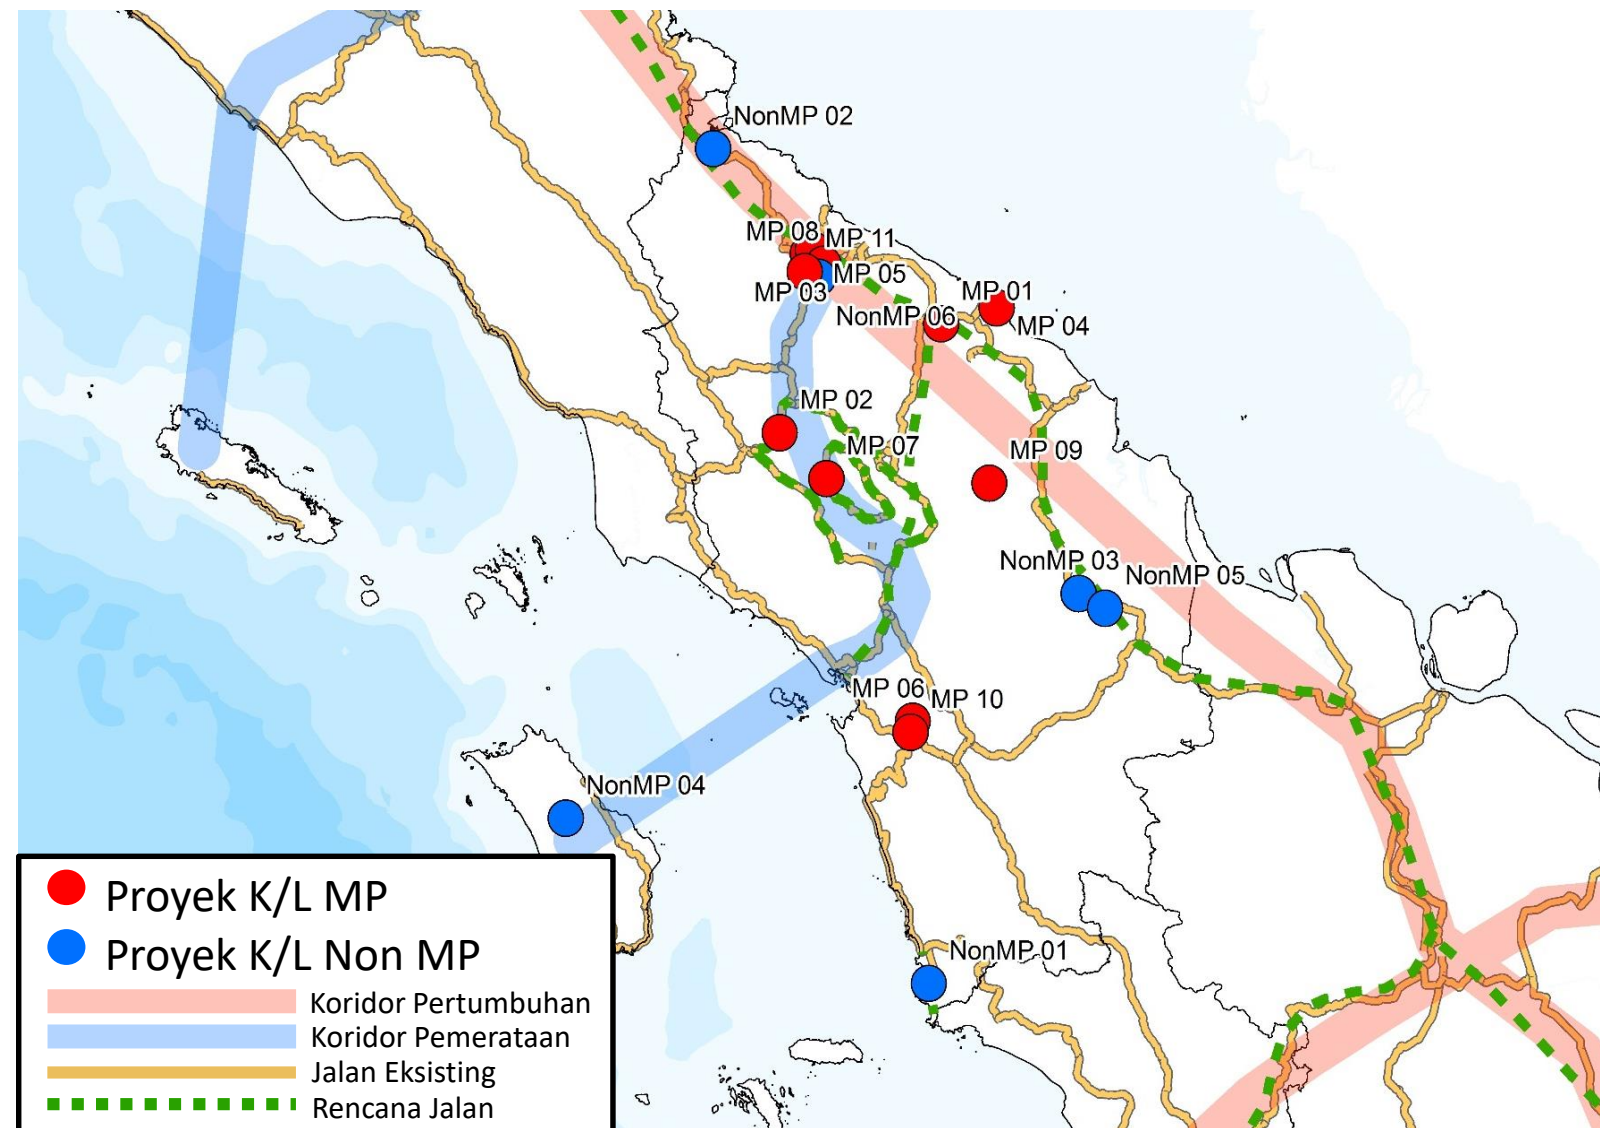 NonMP 02
MP 08
MP 11
MP 05
MP 03
MP 01
NonMP 06
MP 04
MP 02
MP 07
MP 09
NonMP 03
NonMP 05
MP 06
MP 10
NonMP 04
NonMP 01
Proyek K/L MP
Proyek K/L Non MP
Koridor Pertumbuhan
Koridor Pemerataan
Jalan Eksisting
Rencana Jalan